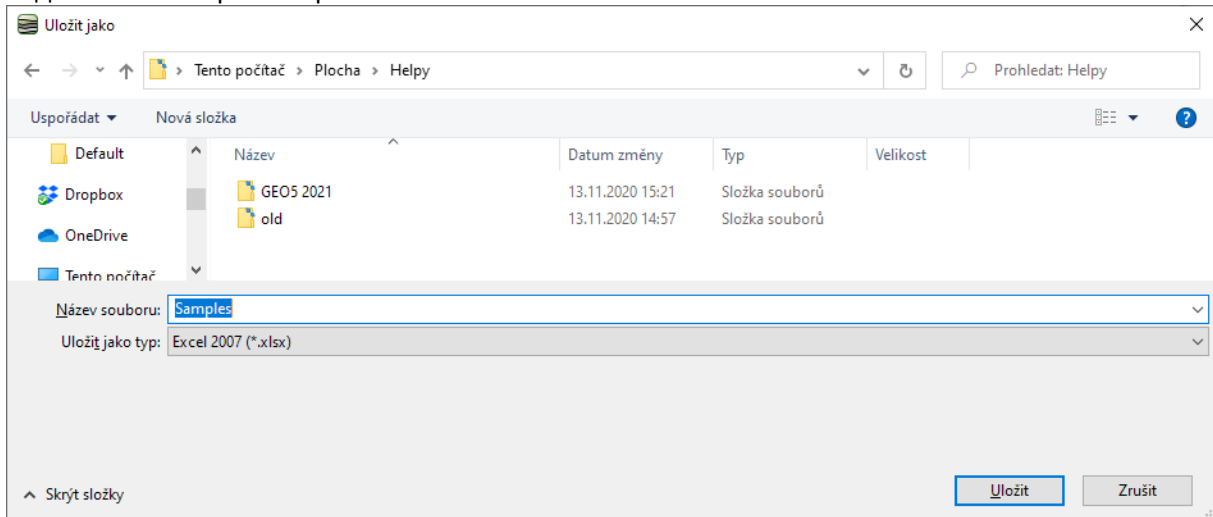 Uložit jako
Tento počítač > Plocha > Helpy
Prohledat: Helpy
Uspořádat
Nová složka
Název
Datum změny
Typ
Velikost
Default
Dropbox
OneDrive
Tento počítač
GEO5 2021 13.11.2020 15:21 Složka souborů
old 13.11.2020 14:57 Složka souborů
Název souboru: Samples
Uložit jako typ: Excel 2007 (*.xlsx)
Skrýt složky
Uložit
Zrušit